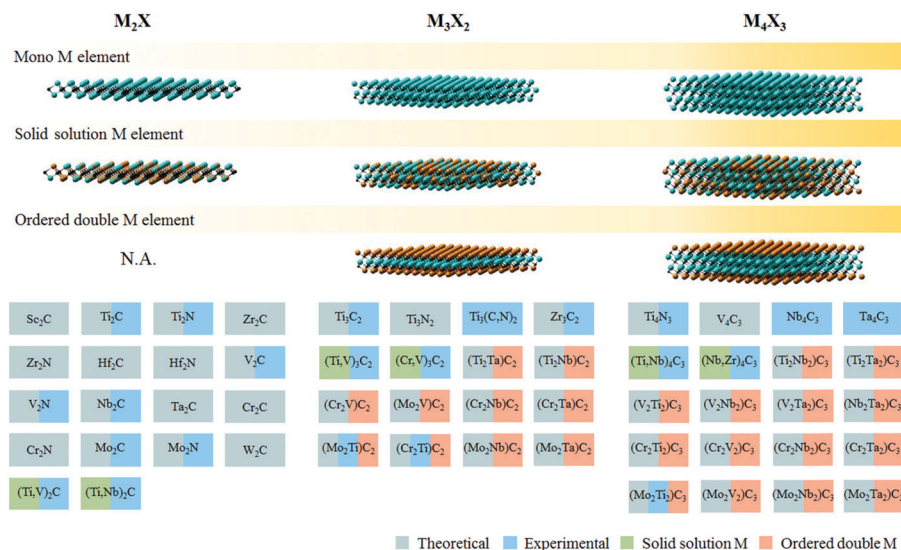 M₂X M₃X₂ M₄X₃
Mono M element
Solid solution M element
Ordered double M element
N.A.
Sc₂C Ti₂C Ti₂N Zr₂C Ti₃C₂ Ti₃N₂ Ti₃(C,N)₂ Zr₃C₂ Ti₄N₃ V₄C₃ Nb₄C₃ Ta₄C₃
Zr₂N Hf₂C Hf₂N V₂C (Ti,V)₃C₂ (Cr,V)₃C₂ (Ti₂Ta)C₂ (Ti₂Nb)C₂ (Ti,Nb)₄C₃ (Nb,Zr)₄C₃ (Ti₂Nb₂)C₃ (Ti₂Ta₂)C₃
V₂N Nb₂C Ta₂C Cr₂C (Cr₂V)C₂ (Mo₂V)C₂ (Cr₂Nb)C₂ (Cr₂Ta)C₂ (V₂Ti₂)C₃ (V₂Nb₂)C₃ (V₂Ta₂)C₃ (Nb₂Ta₂)C₃
Cr₂N Mo₂C Mo₂N W₂C (Mo₂Ti)C₂ (Cr₂Ti)C₂ (Mo₂Nb)C₂ (Mo₂Ta)C₂ (Cr₂Ti₂)C₃ (Cr₂V₂)C₃ (Cr₂Nb₂)C₃ (Cr₂Ta₂)C₃
(Ti,V)₂C (Ti,Nb)₂C (Mo₂Ti₂)C₃ (Mo₂V₂)C₃ (Mo₂Nb₂)C₃ (Mo₂Ta₂)C₃
Theoretical Experimental Solid solution M Ordered double M